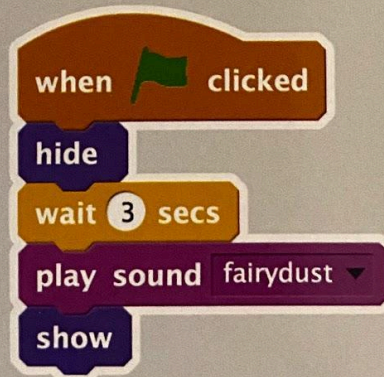 when clicked
hide
wait 3 secs
play sound fairydust
show